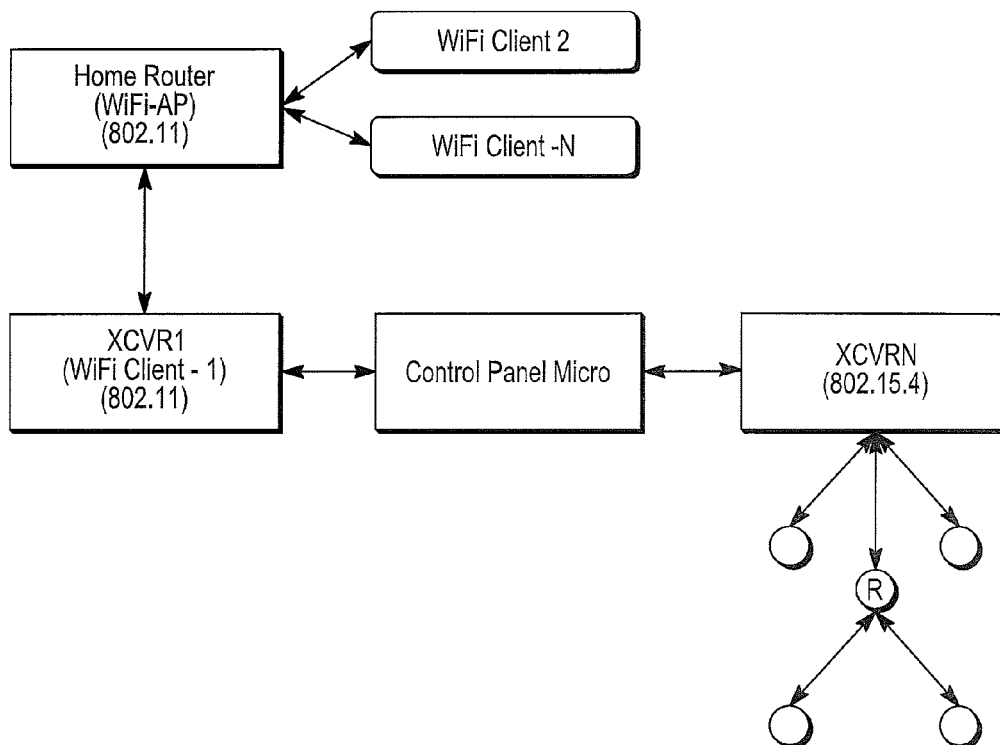 WiFi Client 2
Home Router
(WiFi-AP)
(802.11)
WiFi Client -N
XCVR1
(WiFi Client - 1)
(802.11)
Control Panel Micro
XCVRN
(802.15.4)
R